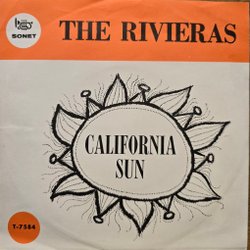 SONET
THE RIVIERAS
CALIFORNIA
SUN
T-7584